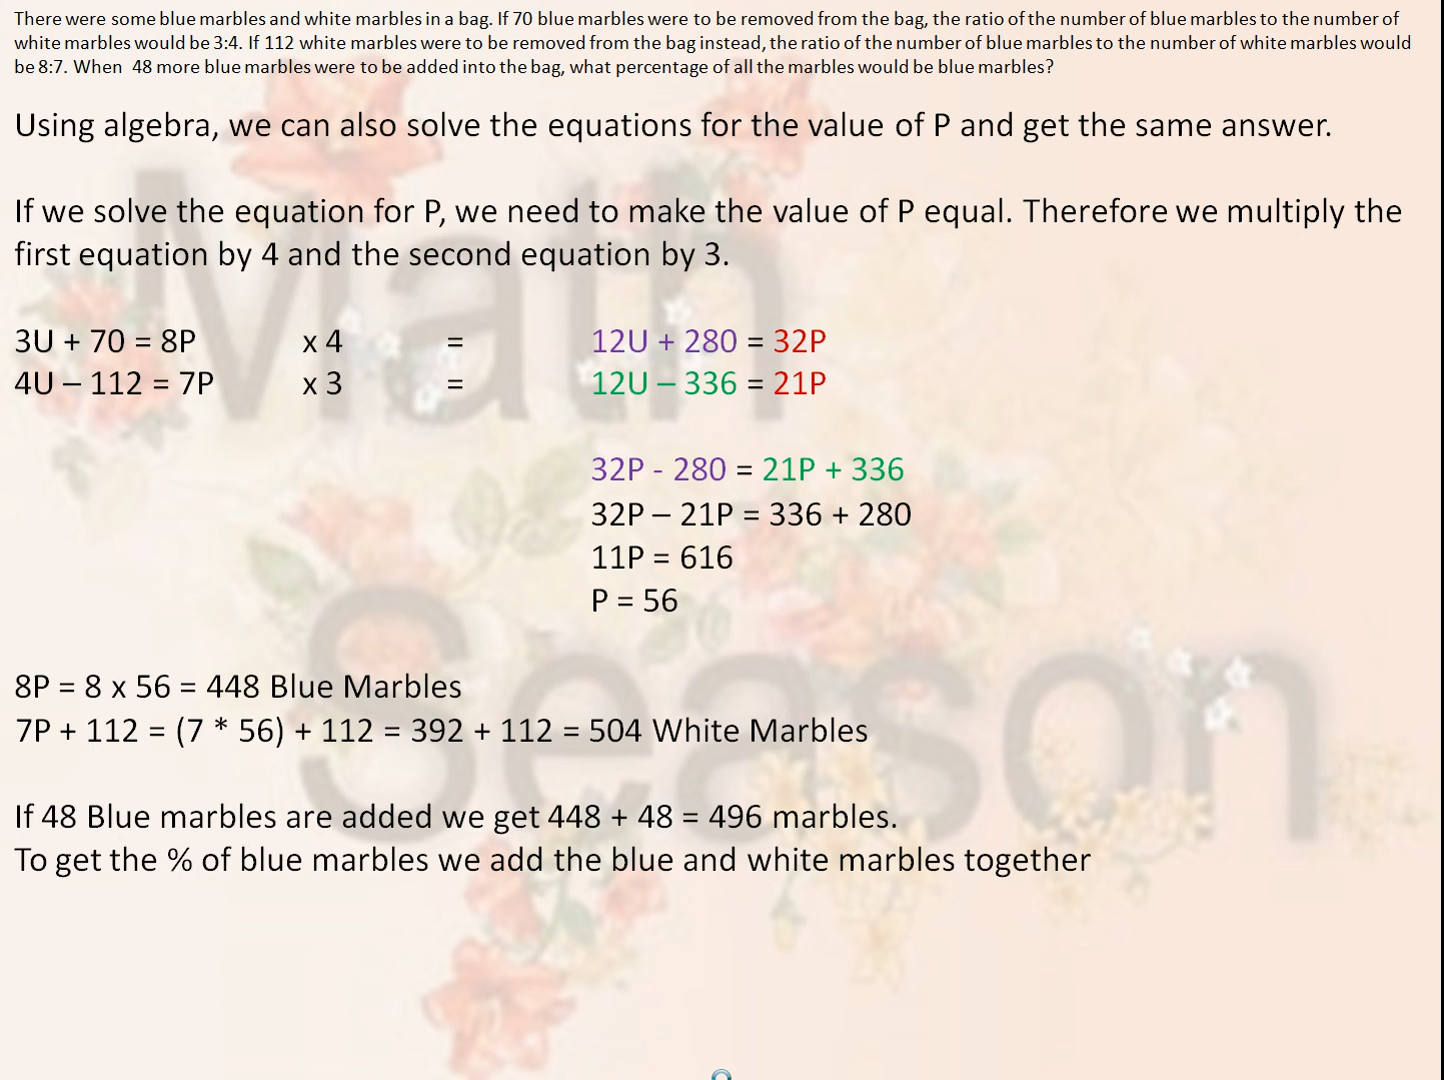 There were some blue marbles and white marbles in a bag. If 70 blue marbles were to be removed from the bag, the ratio of the number of blue marbles to the number of
white marbles would be 3:4. If 112 white marbles were to be removed from the bag instead, the ratio of the number of blue marbles to the number of white marbles would
be 8:7. When  48 more blue marbles were to be added into the bag, what percentage of all the marbles would be blue marbles?
Using algebra, we can also solve the equations for the value of P and get the same answer.
If we solve the equation for P, we need to make the value of P equal. Therefore we multiply the
first equation by 4 and the second equation by 3.
3U + 70 = 8P x 4 = 12U + 280 = 32P
4U – 112 = 7P x 3 = 12U – 336 = 21P
32P - 280 = 21P + 336
32P – 21P = 336 + 280
11P = 616
P = 56
8P = 8 x 56 = 448 Blue Marbles
7P + 112 = (7 * 56) + 112 = 392 + 112 = 504 White Marbles
If 48 Blue marbles are added we get 448 + 48 = 496 marbles.
To get the % of blue marbles we add the blue and white marbles together
Math
Season